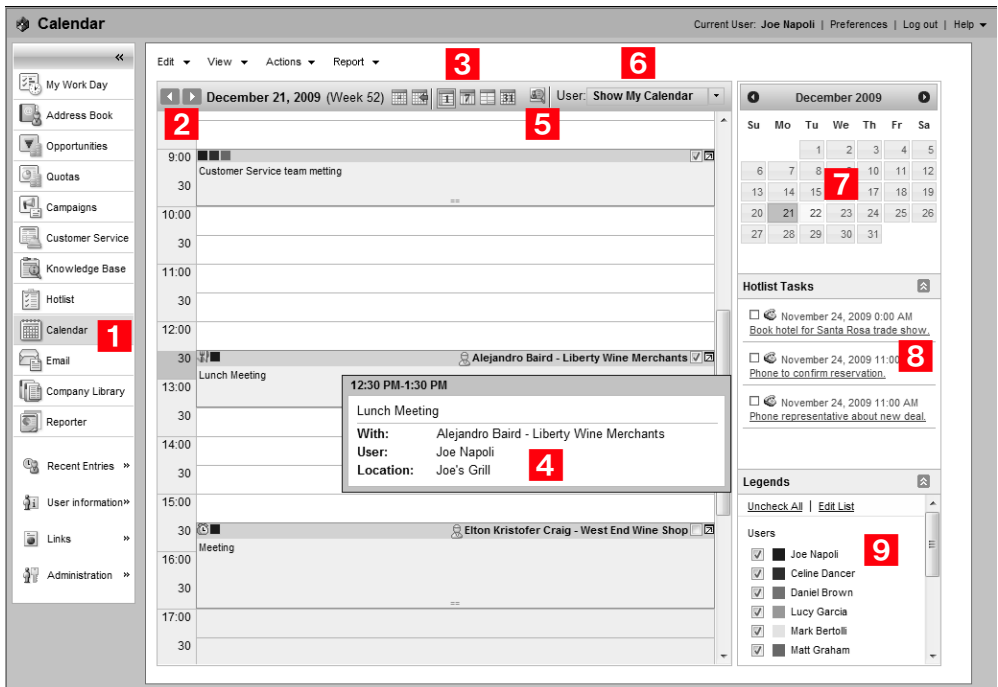 Calendar
Current User: Joe Napoli | Preferences | Log out | Help
«
My Work Day
Address Book
Opportunities
Quotas
Campaigns
Customer Service
Knowledge Base
Hotlist
Calendar
1
Email
Company Library
Reporter
Recent Entries »
User information»
Links »
Administration »
Edit View Actions Report
3
6
December 21, 2009 (Week 52) 1 7 31 User: Show My Calendar
2
5
9:00
Customer Service team metting
30
10:00
30
11:00
30
12:00
30 Alejandro Baird - Liberty Wine Merchants
Lunch Meeting
13:00
30
14:00
30
15:00
30 Elton Kristofer Craig - West End Wine Shop
Meeting
16:00
30
17:00
30
12:30 PM-1:30 PM
Lunch Meeting
With: Alejandro Baird - Liberty Wine Merchants
User: Joe Napoli
Location: Joe's Grill
4
December 2009
Su Mo Tu We Th Fr Sa
1 2 3 4 5
6 7 8 9 10 11 12
13 14 15 17 18 19
7
20 21 22 23 24 25 26
27 28 29 30 31
Hotlist Tasks
November 24, 2009 0:00 AM
Book hotel for Santa Rosa trade show.
November 24, 2009 11:00
Phone to confirm reservation.
8
November 24, 2009 11:00 AM
Phone representative about new deal.
Legends
Uncheck All | Edit List
Users
Joe Napoli
9
Celine Dancer
Daniel Brown
Lucy Garcia
Mark Bertolli
Matt Graham